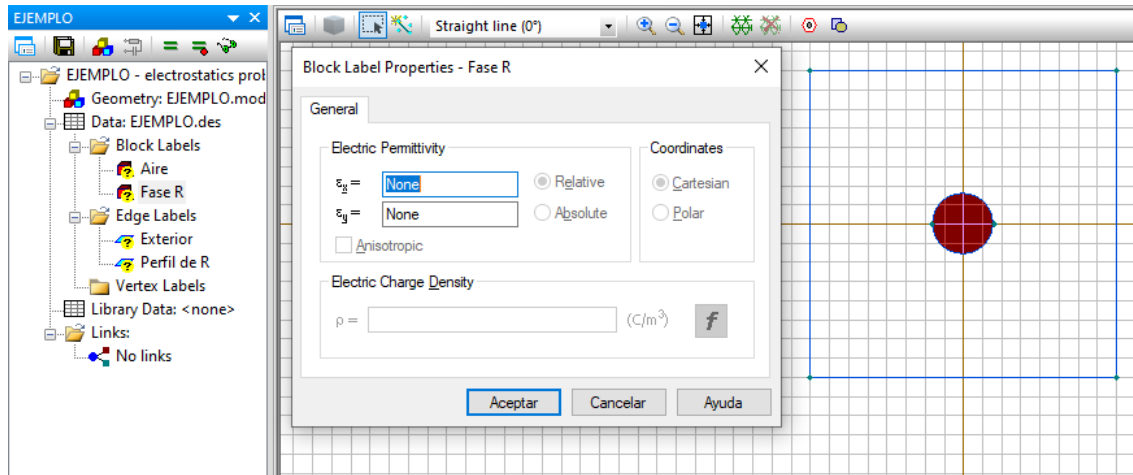 EJEMPLO
EJEMPLO - electrostatics prob
Geometry: EJEMPLO.mod
Data: EJEMPLO.des
Block Labels
Aire
Fase R
Edge Labels
Exterior
Perfil de R
Vertex Labels
Library Data: <none>
Links:
No links
Straight line (0°)
Block Label Properties - Fase R
General
Electric Permittivity
εx = None
εy = None
Relative
Absolute
Anisotropic
Coordinates
Cartesian
Polar
Electric Charge Density
ρ = (C/m³)
f
Aceptar Cancelar Ayuda